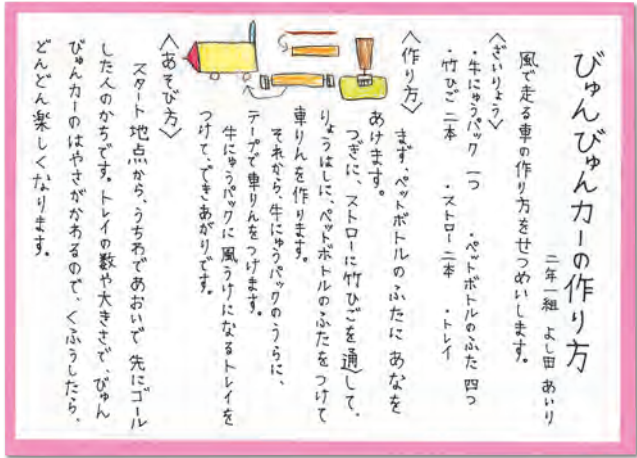 びゅんびゅんカーの作り方
二年一組 よし田 あいり
風で走る車の作り方をせつめいします。
〈ざいりょう〉
・牛にゅうパック 一つ ・ペットボトルのふた 四つ
・竹ひご 二本 ・ストロー 二本 ・トレイ
〈作り方〉
まず、ペットボトルのふたに あなを
あけます。
つぎに、ストローに竹ひごを通して、
りょうはしに、ペットボトルのふたをつけて
車りんを作ります。
それから、牛にゅうパックのうらに、
テープで車りんをつけます。
牛にゅうパックに風うけになるトレイを
つけて、できあがりです。
〈あそび方〉
スタート地点から、うちわであおいで 先にゴール
した人のかちです。トレイの数や大きさで、びゅん
びゅんカーのはやさがかわるので、くふうしたら、
どんどん楽しくなります。